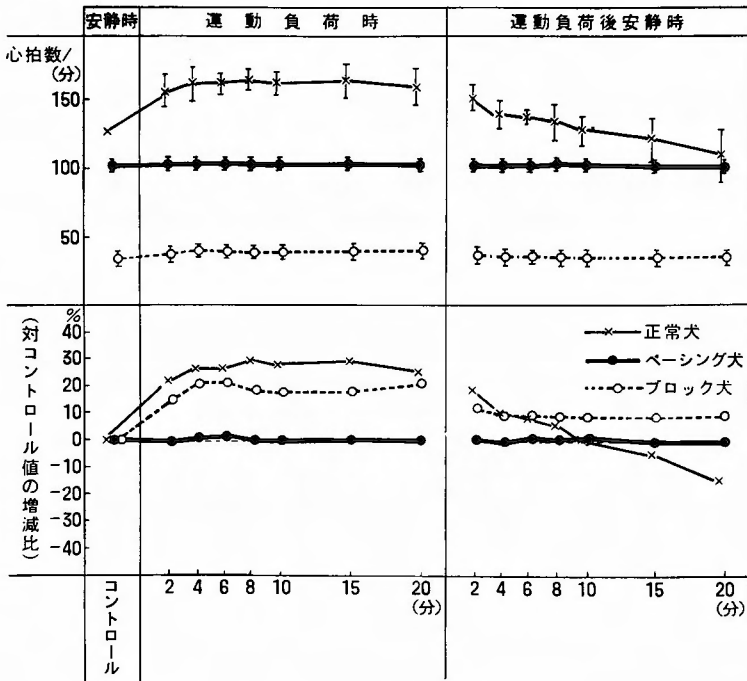 安静時 運動負荷時 運動負荷後安静時
心拍数/(分)
150
100
50
%
40
30
20
10
0
-10
-20
-30
-40
(対コントロール値の増減比)
正常犬
ペーシング犬
ブロック犬
コントロール
2 4 6 8 10 15 20
(分)
2 4 6 8 10 15 20
(分)